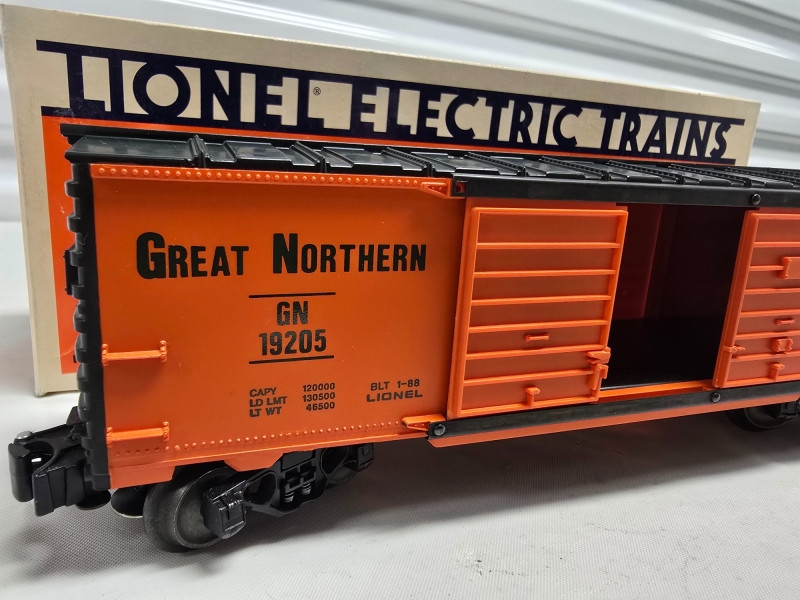 LIONEL® ELECTRIC TRAINS
GREAT NORTHERN
GN
19205
CAPY 120000
LD LMT 130500
LT WT 46500
BLT 1-88
LIONEL